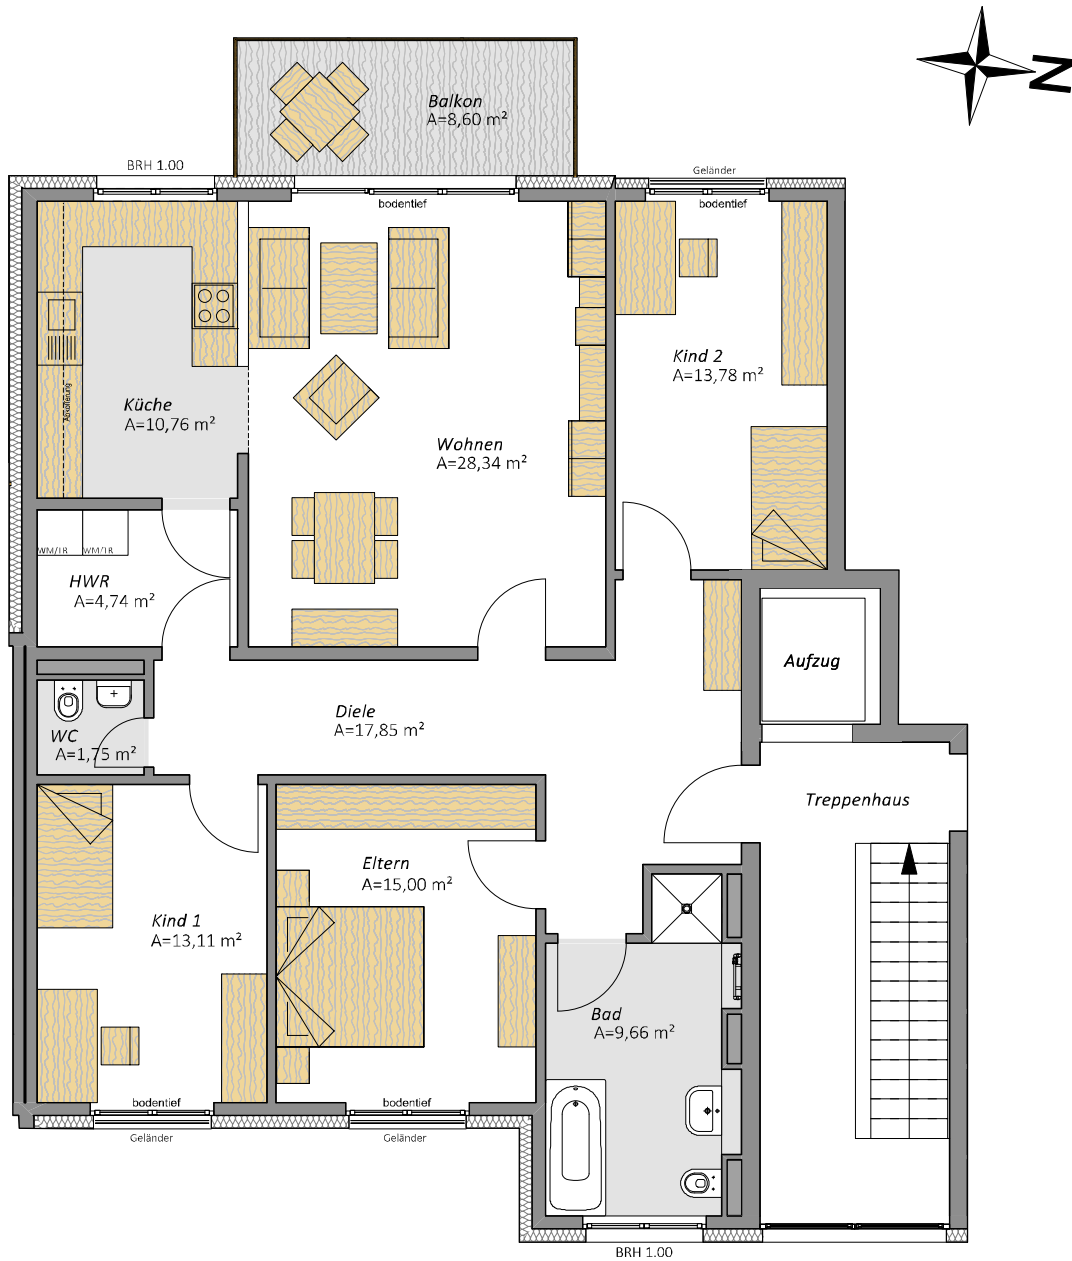 N
Balkon
A=8,60 m²
BRH 1.00
Geländer
bodentief
bodentief
Kind 2
A=13,78 m²
Abkofferung
Küche
A=10,76 m²
Wohnen
A=28,34 m²
WM/TR WM/TR
HWR
A=4,74 m²
Aufzug
Diele
A=17,85 m²
WC
A=1,75 m²
Treppenhaus
Eltern
A=15,00 m²
Kind 1
A=13,11 m²
Bad
A=9,66 m²
bodentief
bodentief
Geländer
Geländer
BRH 1.00